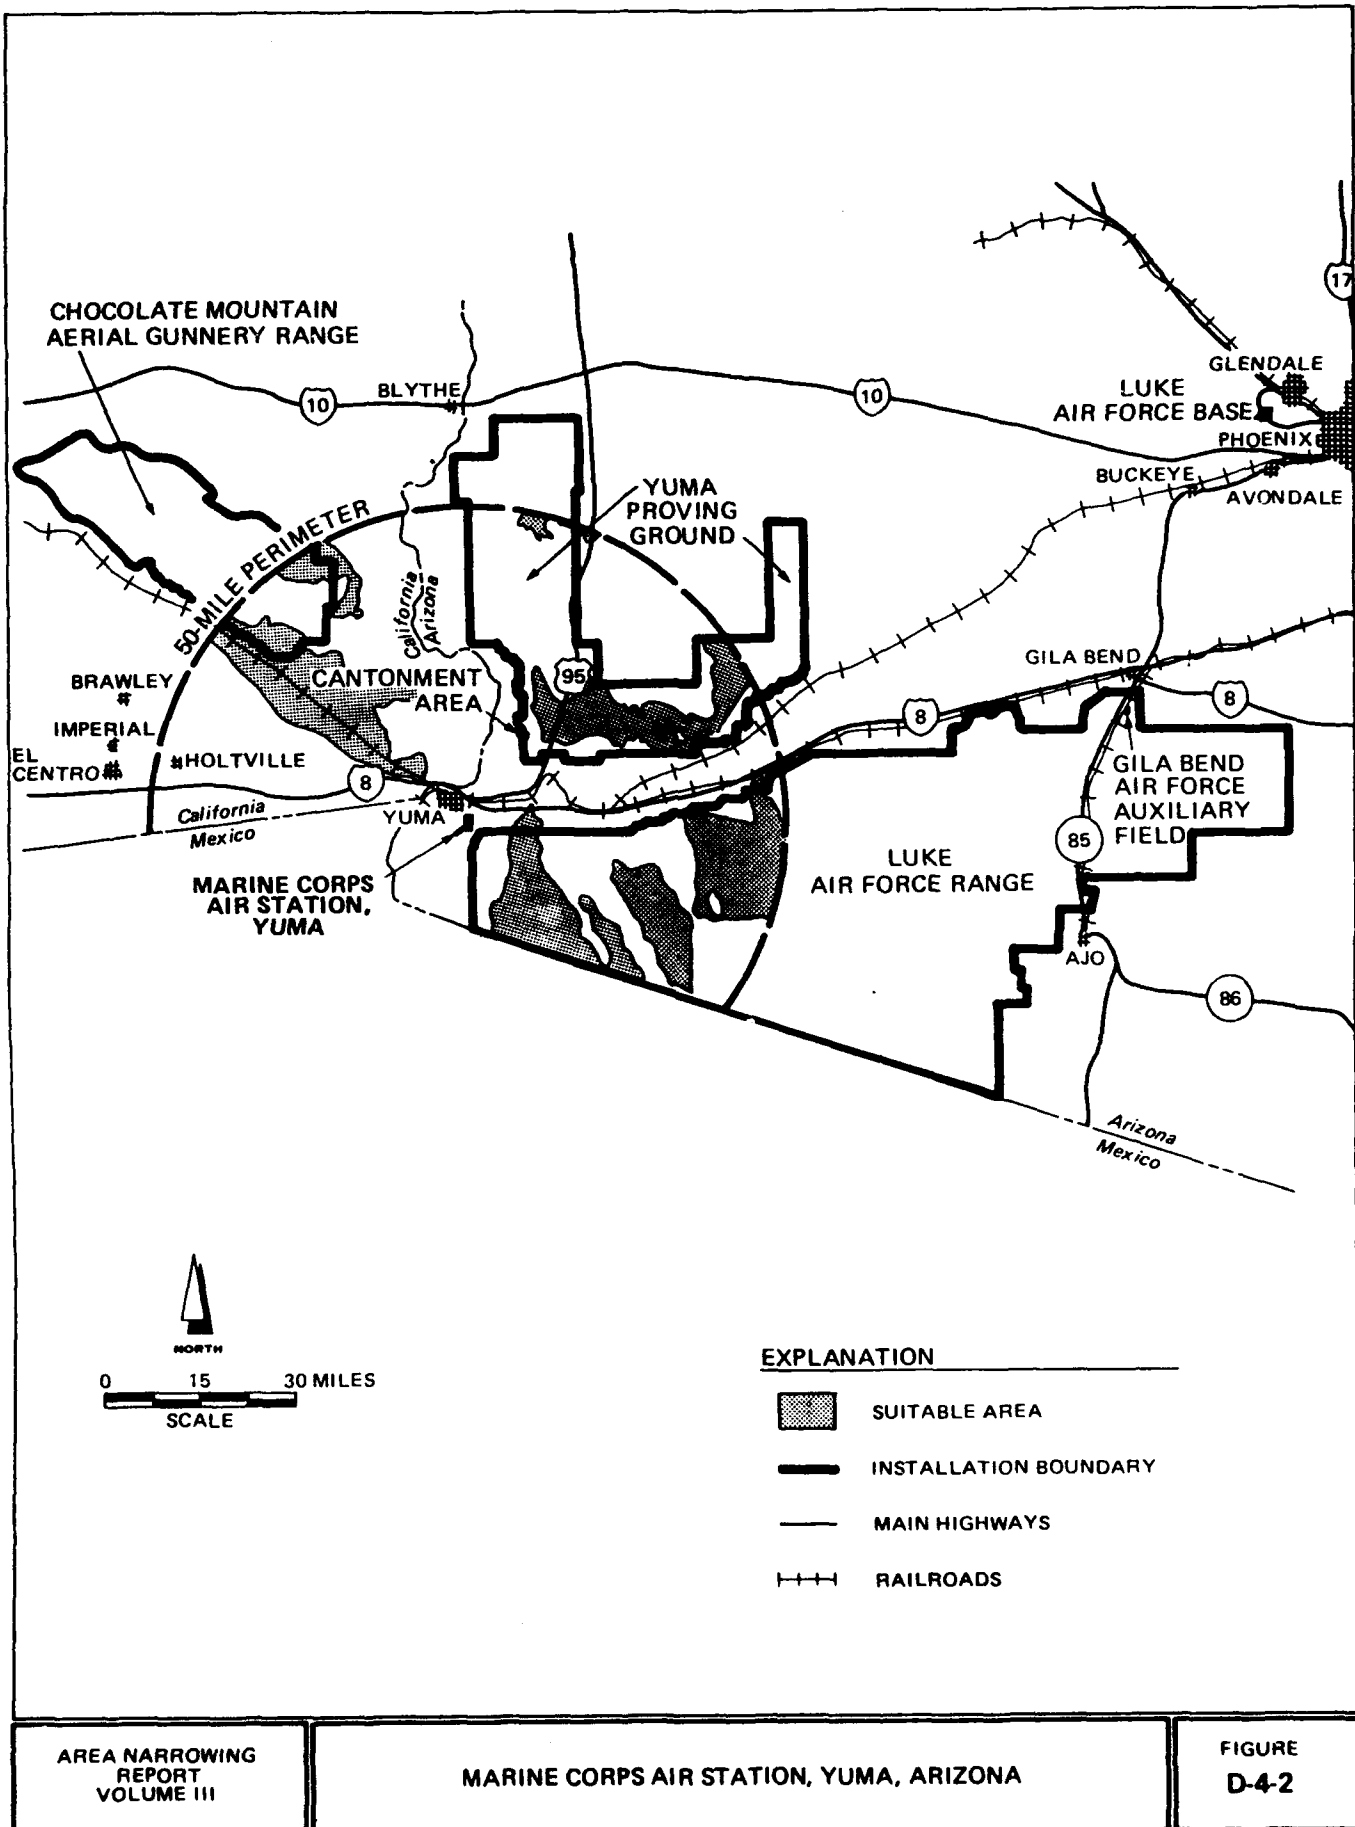 17
CHOCOLATE MOUNTAIN
AERIAL GUNNERY RANGE
GLENDALE
BLYTHE
10
10
LUKE
AIR FORCE BASE
PHOENIX
BUCKEYE
AVONDALE
YUMA
PROVING
GROUND
50-MILE PERIMETER
California
Arizona
GILA BEND
CANTONMENT
AREA
95
BRAWLEY
8
8
IMPERIAL
EL
CENTRO
HOLTVILLE
8
GILA BEND
AIR FORCE
AUXILIARY
FIELD
California
Mexico
YUMA
85
LUKE
AIR FORCE RANGE
MARINE CORPS
AIR STATION,
YUMA
AJO
86
Arizona
Mexico
NORTH
0 15 30 MILES
SCALE
EXPLANATION
SUITABLE AREA
INSTALLATION BOUNDARY
MAIN HIGHWAYS
RAILROADS
AREA NARROWING
REPORT
VOLUME III
MARINE CORPS AIR STATION, YUMA, ARIZONA
FIGURE
D-4-2